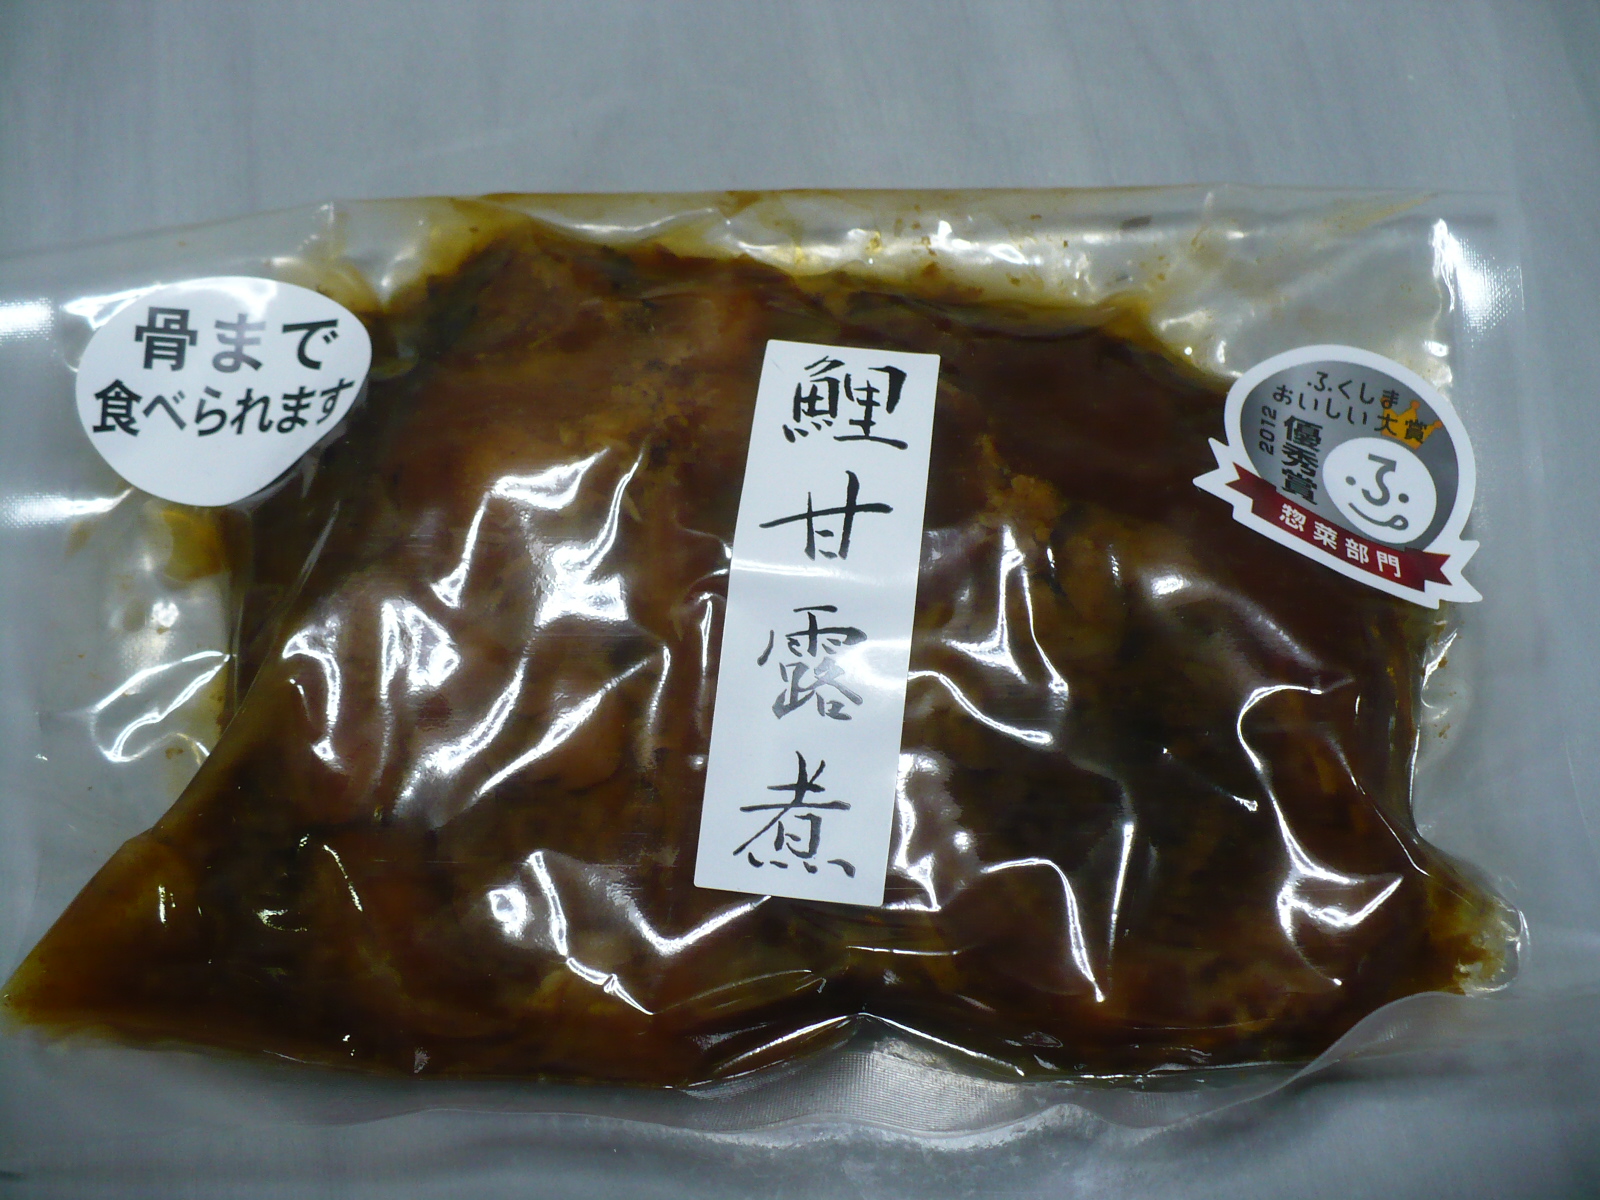 骨まで
食べられます
鯉甘露煮
ふくしま
おいしい大賞
2012
優秀賞
ふ
惣菜部門